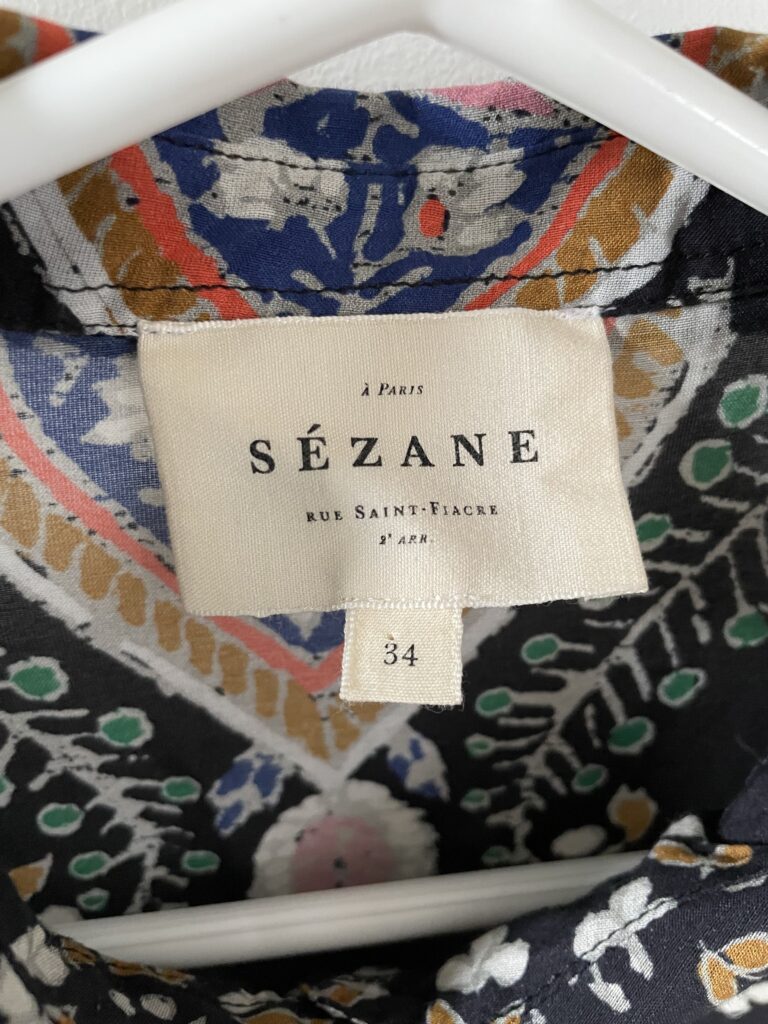 À PARIS
SÉZANE
RUE SAINT-FIACRE
2ᵉ ARR.
34